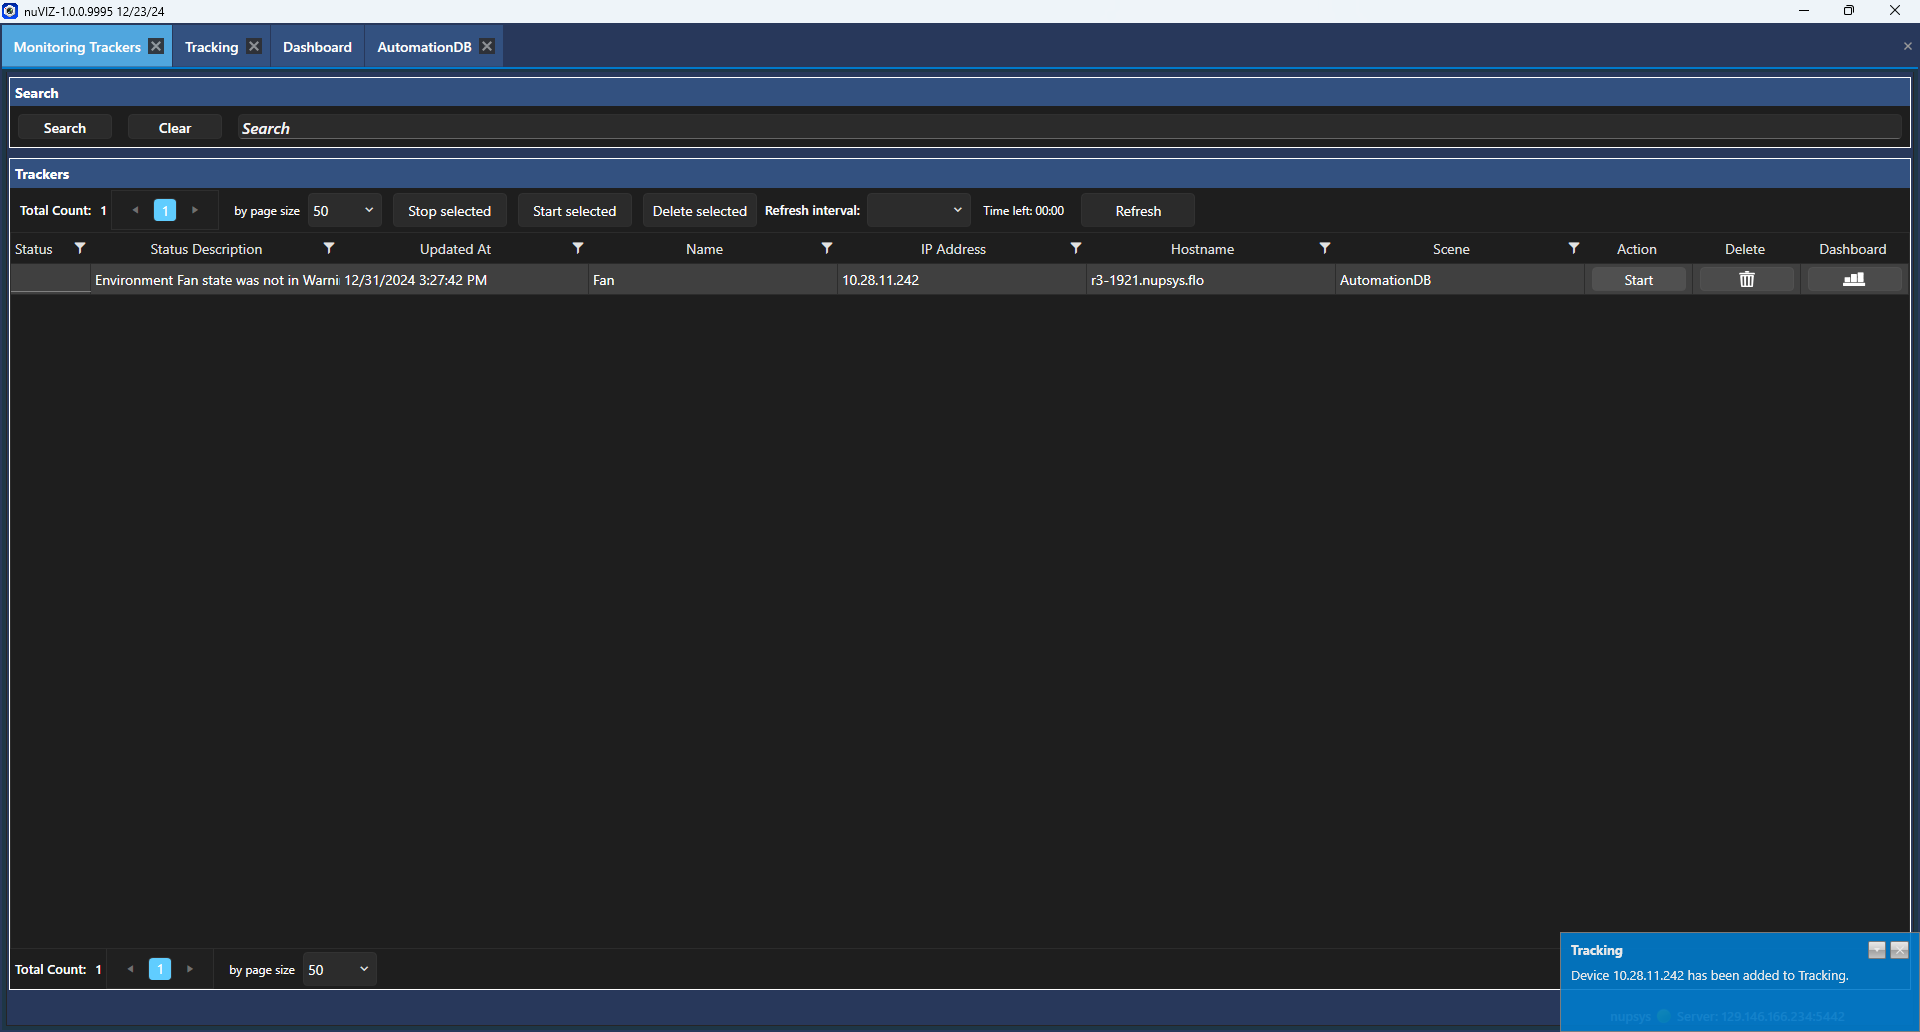 nuVIZ-1.0.0.9995 12/23/24
Monitoring Trackers Tracking Dashboard AutomationDB
Search
Search Clear Search
Trackers
Total Count: 1 1 by page size 50 Stop selected Start selected Delete selected Refresh interval: Time left: 00:00 Refresh
Status Status Description Updated At Name IP Address Hostname Scene Action Delete Dashboard
Environment Fan state was not in Warni 12/31/2024 3:27:42 PM Fan 10.28.11.242 r3-1921.nupsys.flo AutomationDB Start
Total Count: 1 1 by page size 50
Tracking
Device 10.28.11.242 has been added to Tracking.
nupsys Server: 129.146.166.234:5442